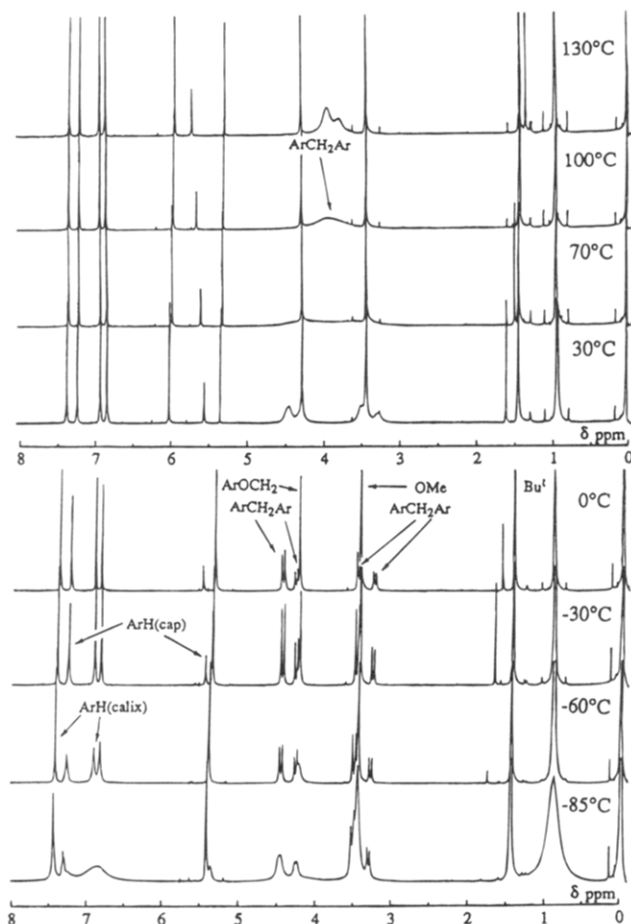 130°C
ArCH₂Ar
100°C
70°C
30°C
8 7 6 5 4 3 2 1 0
δ ppm
0°C
ArOCH₂
OMe
Buᵗ
ArCH₂Ar
ArCH₂Ar
-30°C
ArH(cap)
-60°C
ArH(calix)
-85°C
8 7 6 5 4 3 2 1 0
δ ppm